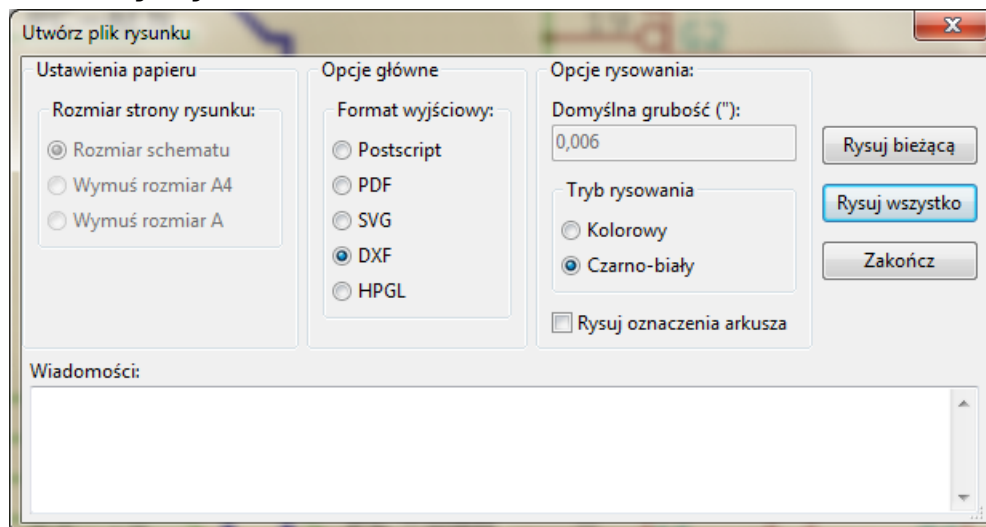 Utwórz plik rysunku
G2
Ustawienia papieru
Rozmiar strony rysunku:
Rozmiar schematu
Wymuś rozmiar A4
Wymuś rozmiar A
Opcje główne
Format wyjściowy:
Postscript
PDF
SVG
DXF
HPGL
Opcje rysowania:
Domyślna grubość ("):
0,006
Tryb rysowania
Kolorowy
Czarno-biały
Rysuj oznaczenia arkusza
Rysuj bieżącą
Rysuj wszystko
Zakończ
Wiadomości: